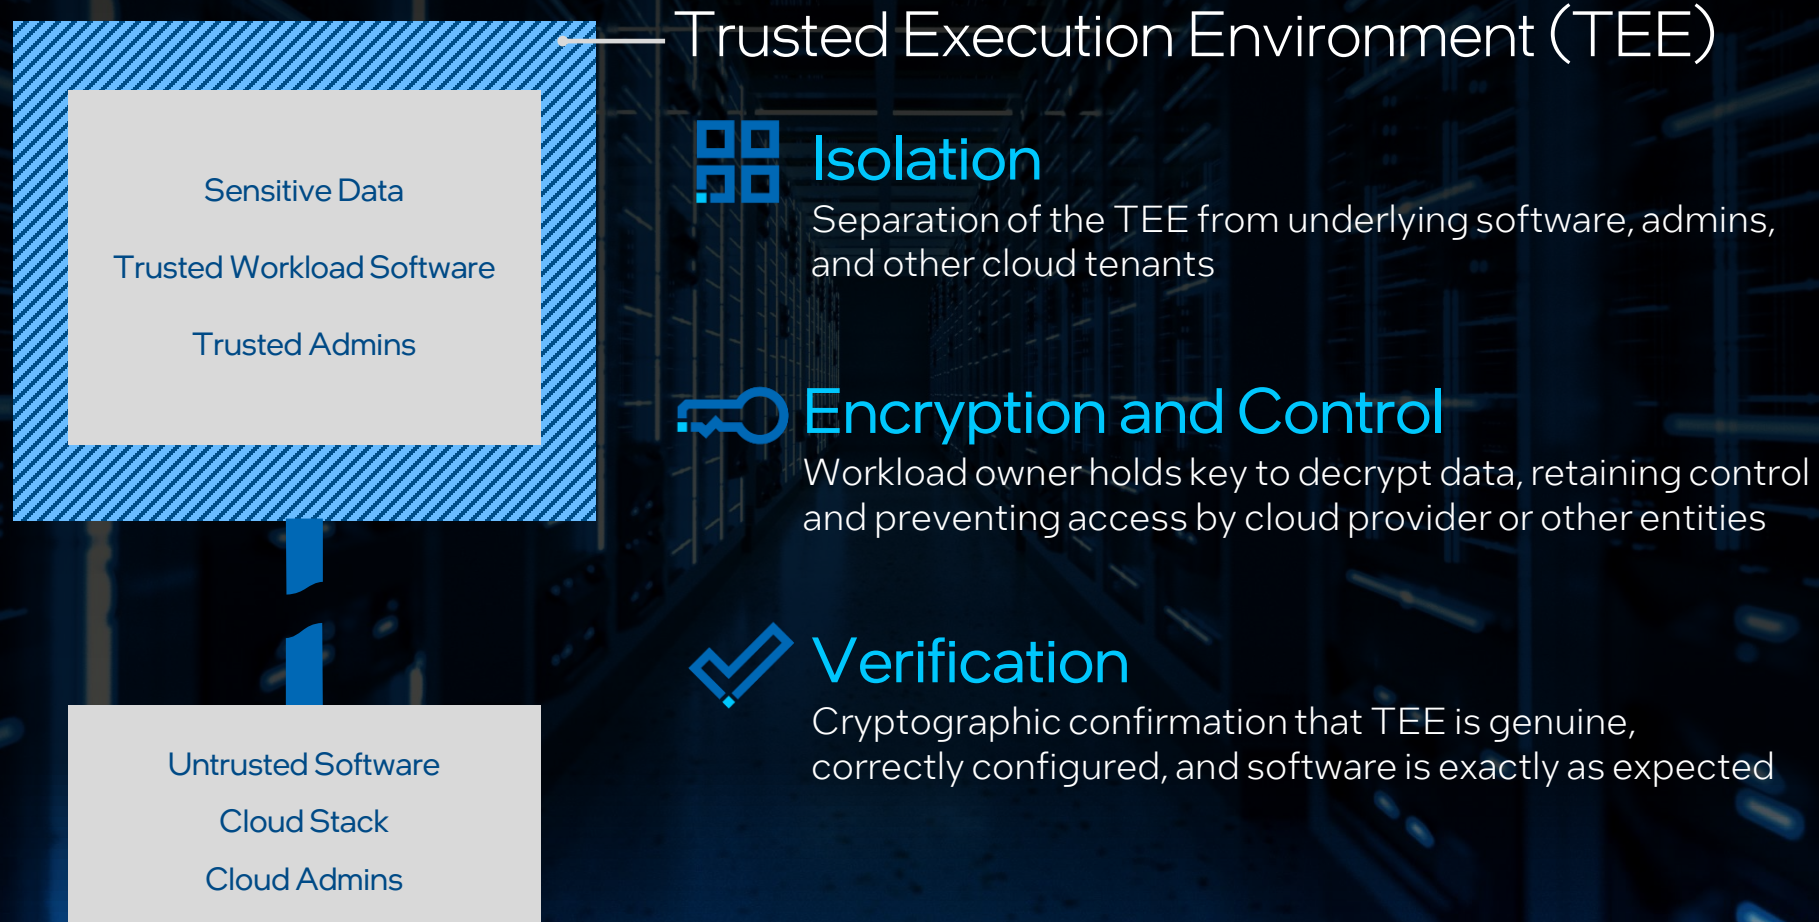 Trusted Execution Environment (TEE)
Sensitive Data
Trusted Workload Software
Trusted Admins
Isolation
Separation of the TEE from underlying software, admins,
and other cloud tenants
Encryption and Control
Workload owner holds key to decrypt data, retaining control
and preventing access by cloud provider or other entities
Verification
Cryptographic confirmation that TEE is genuine,
correctly configured, and software is exactly as expected
Untrusted Software
Cloud Stack
Cloud Admins